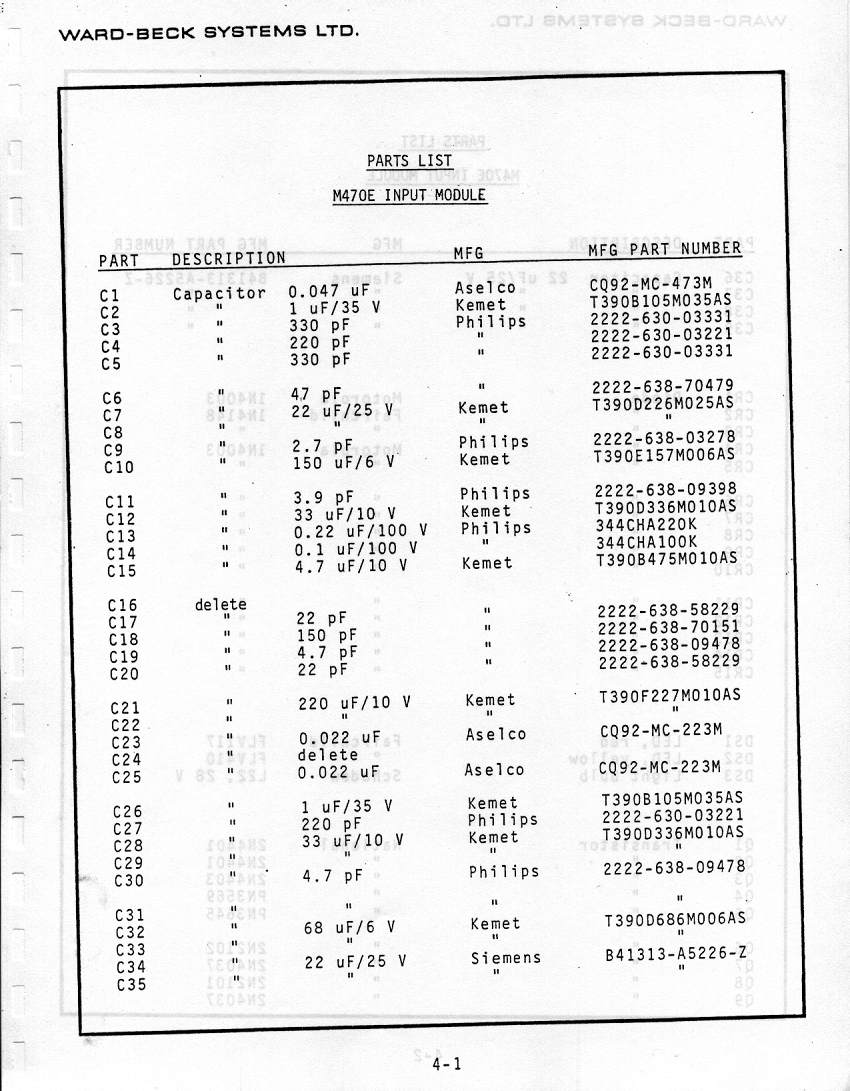 WARD-BECK SYSTEMS LTD.
PARTS LIST
M470E INPUT MODULE
PART DESCRIPTION MFG MFG PART NUMBER
C1 Capacitor 0.047 uF Aselco CQ92-MC-473M
C2 " 1 uF/35 V Kemet T390B105M035AS
C3 " 330 pF Philips 2222-630-03331
C4 " 220 pF " 2222-630-03221
C5 " 330 pF " 2222-630-03331
C6 " 47 pF " 2222-638-70479
C7 " 22 uF/25 V Kemet T390D226M025AS
C8 " " " "
C9 " 2.7 pF Philips 2222-638-03278
C10 " 150 uF/6 V Kemet T390E157M006AS
C11 " 3.9 pF Philips 2222-638-09398
C12 " 33 uF/10 V Kemet T390D336M010AS
C13 " 0.22 uF/100 V Philips 344CHA220K
C14 " 0.1 uF/100 V " 344CHA100K
C15 " 4.7 uF/10 V Kemet T390B475M010AS
C16 delete
C17 " 22 pF " 2222-638-58229
C18 " 150 pF " 2222-638-70151
C19 " 4.7 pF " 2222-638-09478
C20 " 22 pF " 2222-638-58229
C21 " 220 uF/10 V Kemet T390F227M010AS
C22 " " " "
C23 " 0.022 uF Aselco CQ92-MC-223M
C24 " delete
C25 " 0.022 uF Aselco CQ92-MC-223M
C26 " 1 uF/35 V Kemet T390B105M035AS
C27 " 220 pF Philips 2222-630-03221
C28 " 33 uF/10 V Kemet T390D336M010AS
C29 " " " "
C30 " 4.7 pF Philips 2222-638-09478
C31 " " " "
C32 " 68 uF/6 V Kemet T390D686M006AS
C33 " " " "
C34 " 22 uF/25 V Siemens B41313-A5226-Z
C35 " " " "
4-1